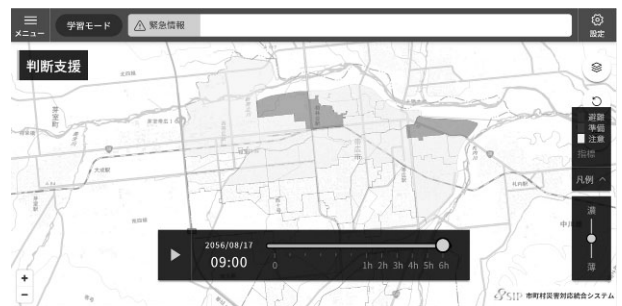 メニュー
学習モード
緊急情報
設定
判断支援
避難
準備
注意
指標
凡例
濃
薄
2056/08/17
09:00
0
1h 2h 3h 4h 5h 6h
+
−
SIP 市町村災害対応統合システム